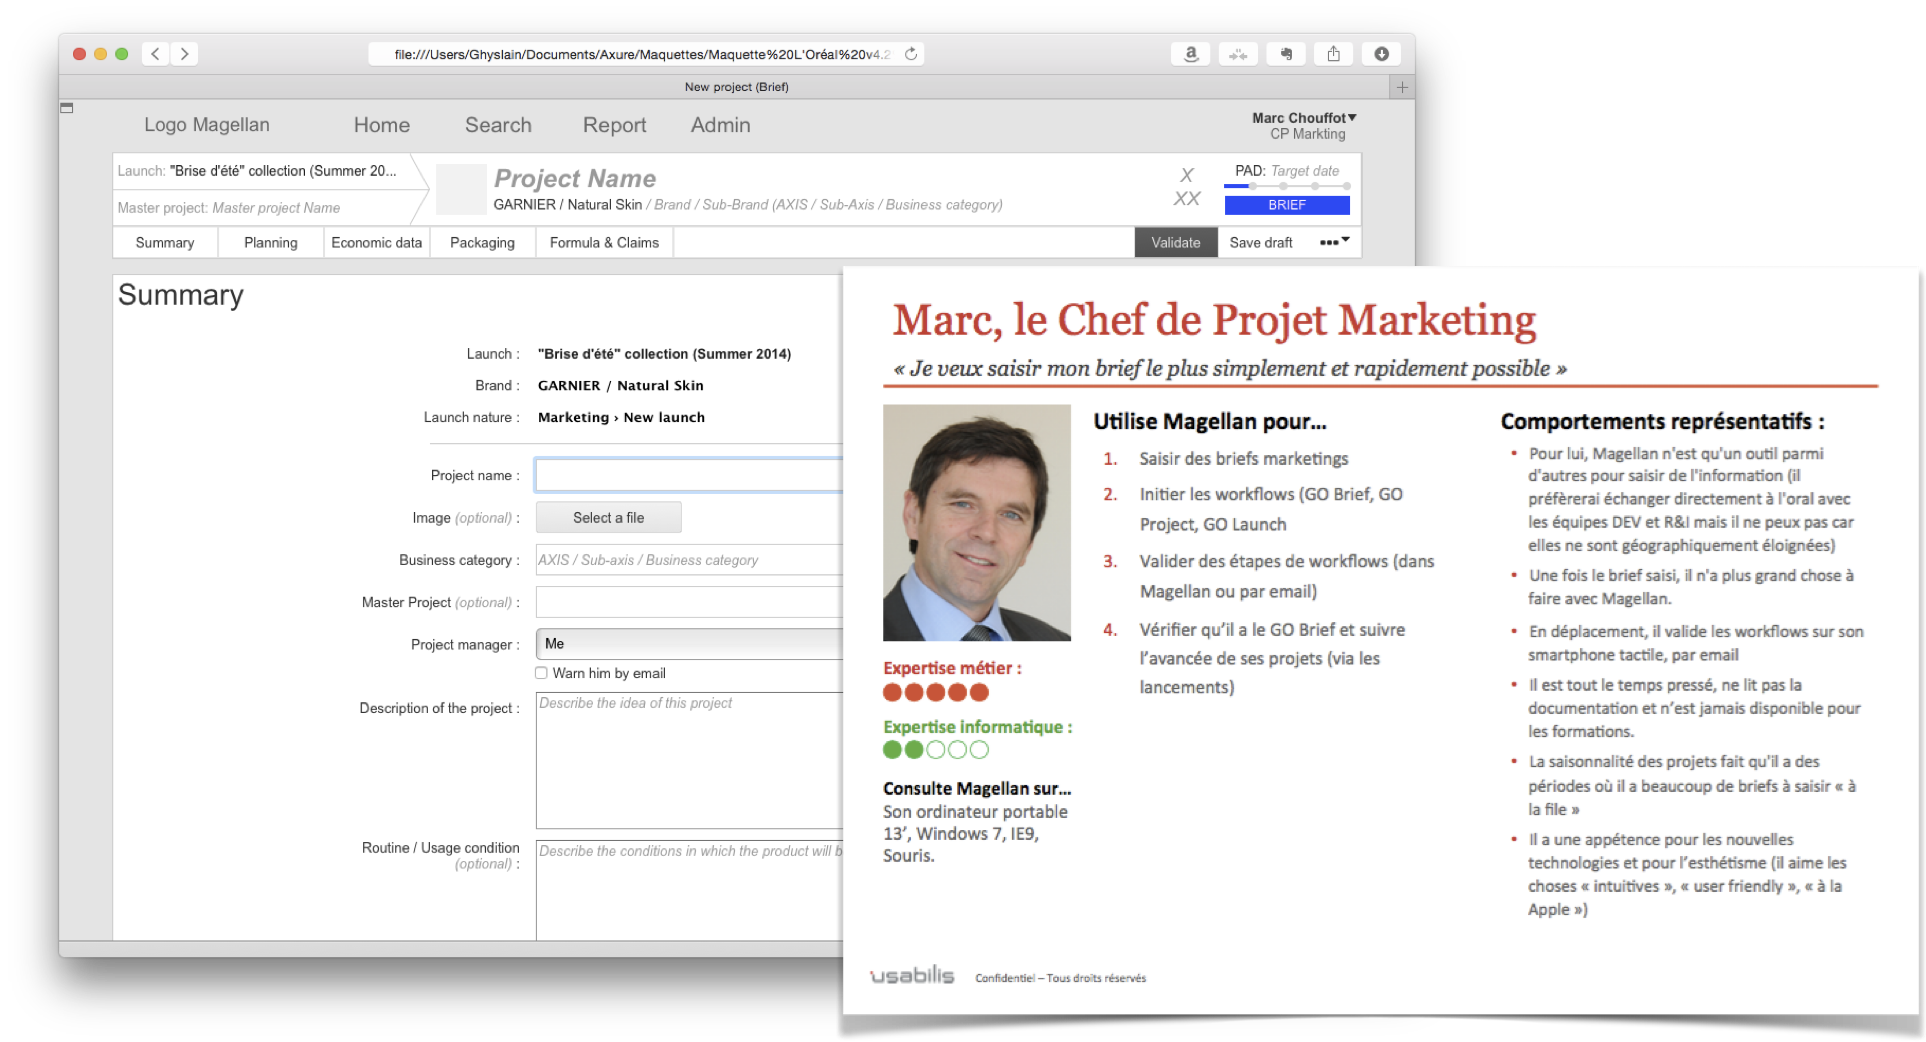 file:///Users/Ghyslain/Documents/Axure/Maquettes/Maquette%20L'Oréal%20v4.2
New project (Brief)
Logo Magellan
Home
Search
Report
Admin
Marc Chouffot
CP Markting
Launch: "Brise d'été" collection (Summer 20...
Master project: Master project Name
Project Name
GARNIER / Natural Skin / Brand / Sub-Brand (AXIS / Sub-Axis / Business category)
X
XX
PAD: Target date
BRIEF
Summary
Planning
Economic data
Packaging
Formula & Claims
Validate
Save draft
Summary
Launch : "Brise d'été" collection (Summer 2014)
Brand : GARNIER / Natural Skin
Launch nature : Marketing › New launch
Project name :
Image (optional) : Select a file
Business category : AXIS / Sub-axis / Business category
Master Project (optional) :
Project manager : Me
Warn him by email
Description of the project : Describe the idea of this project
Routine / Usage condition
(optional) :
Describe the conditions in which the product will b
Marc, le Chef de Projet Marketing
« Je veux saisir mon brief le plus simplement et rapidement possible »
Expertise métier :
Expertise informatique :
Consulte Magellan sur...
Son ordinateur portable
13’, Windows 7, IE9,
Souris.
Utilise Magellan pour...
1. Saisir des briefs marketings
2. Initier les workflows (GO Brief, GO
Project, GO Launch
3. Valider des étapes de workflows (dans
Magellan ou par email)
4. Vérifier qu’il a le GO Brief et suivre
l’avancée de ses projets (via les
lancements)
Comportements représentatifs :
• Pour lui, Magellan n'est qu'un outil parmi
d'autres pour saisir de l'information (il
préfèrerai échanger directement à l'oral avec
les équipes DEV et R&I mais il ne peux pas car
elles ne sont géographiquement éloignées)
• Une fois le brief saisi, il n'a plus grand chose à
faire avec Magellan.
• En déplacement, il valide les workflows sur son
smartphone tactile, par email
• Il est tout le temps pressé, ne lit pas la
documentation et n’est jamais disponible pour
les formations.
• La saisonnalité des projets fait qu'il a des
périodes où il a beaucoup de briefs à saisir « à
la file »
• Il a une appétence pour les nouvelles
technologies et pour l’esthétisme (il aime les
choses « intuitives », « user friendly », « à la
Apple »)
usabilis
Confidentiel – Tous droits réservés